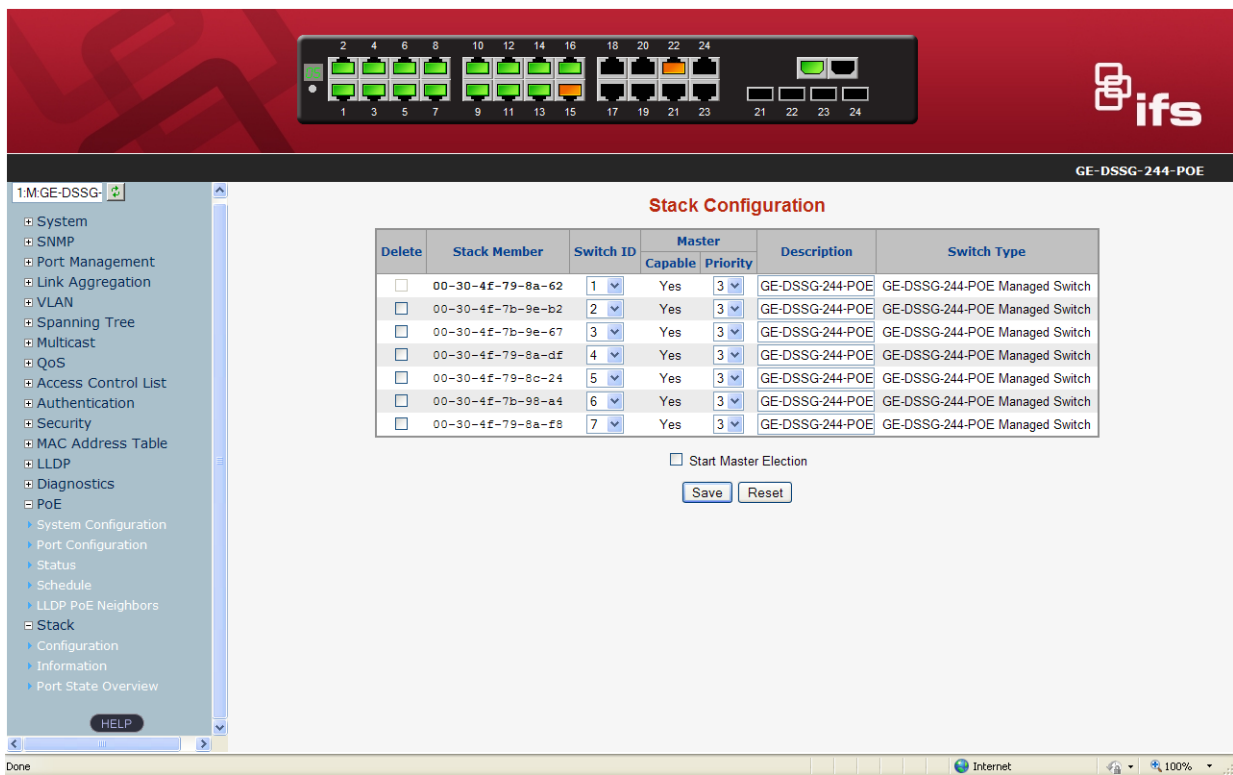 2 4 6 8 10 12 14 16 18 20 22 24
1 3 5 7 9 11 13 15 17 19 21 23 21 22 23 24
ifs
GE-DSSG-244-POE
1:M:GE-DSSG-
System
SNMP
Port Management
Link Aggregation
VLAN
Spanning Tree
Multicast
QoS
Access Control List
Authentication
Security
MAC Address Table
LLDP
Diagnostics
PoE
System Configuration
Port Configuration
Status
Schedule
LLDP PoE Neighbors
Stack
Configuration
Information
Port State Overview
HELP
Stack Configuration
Delete Stack Member Switch ID Master Description Switch Type
Capable Priority
00-30-4f-79-8a-62 1 Yes 3 GE-DSSG-244-POE GE-DSSG-244-POE Managed Switch
00-30-4f-7b-9e-b2 2 Yes 3 GE-DSSG-244-POE GE-DSSG-244-POE Managed Switch
00-30-4f-7b-9e-67 3 Yes 3 GE-DSSG-244-POE GE-DSSG-244-POE Managed Switch
00-30-4f-79-8a-df 4 Yes 3 GE-DSSG-244-POE GE-DSSG-244-POE Managed Switch
00-30-4f-79-8c-24 5 Yes 3 GE-DSSG-244-POE GE-DSSG-244-POE Managed Switch
00-30-4f-7b-98-a4 6 Yes 3 GE-DSSG-244-POE GE-DSSG-244-POE Managed Switch
00-30-4f-79-8a-f8 7 Yes 3 GE-DSSG-244-POE GE-DSSG-244-POE Managed Switch
Start Master Election
Save Reset
Done Internet 100%